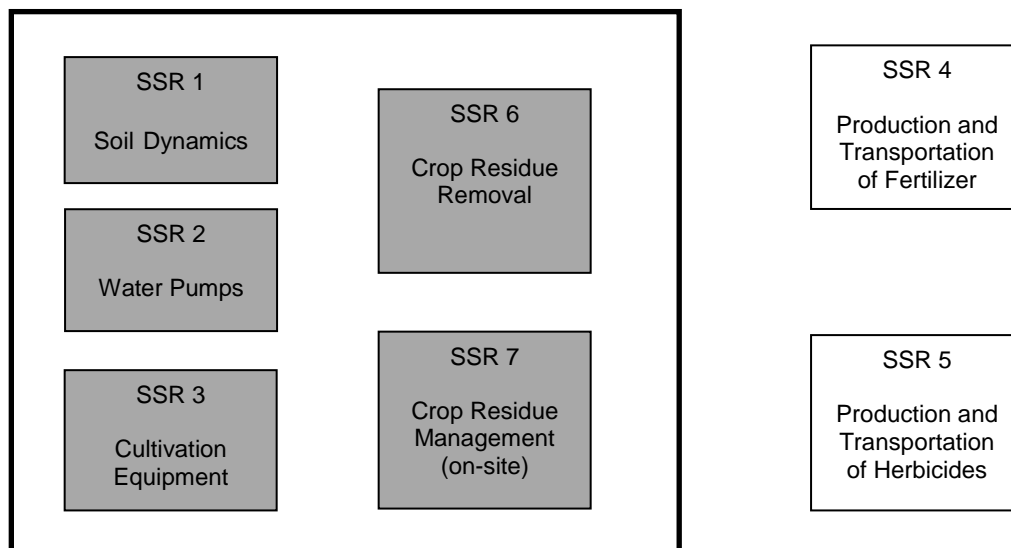 SSR 1
Soil Dynamics
SSR 2
Water Pumps
SSR 3
Cultivation
Equipment
SSR 6
Crop Residue
Removal
SSR 7
Crop Residue
Management
(on-site)
SSR 4
Production and
Transportation
of Fertilizer
SSR 5
Production and
Transportation
of Herbicides